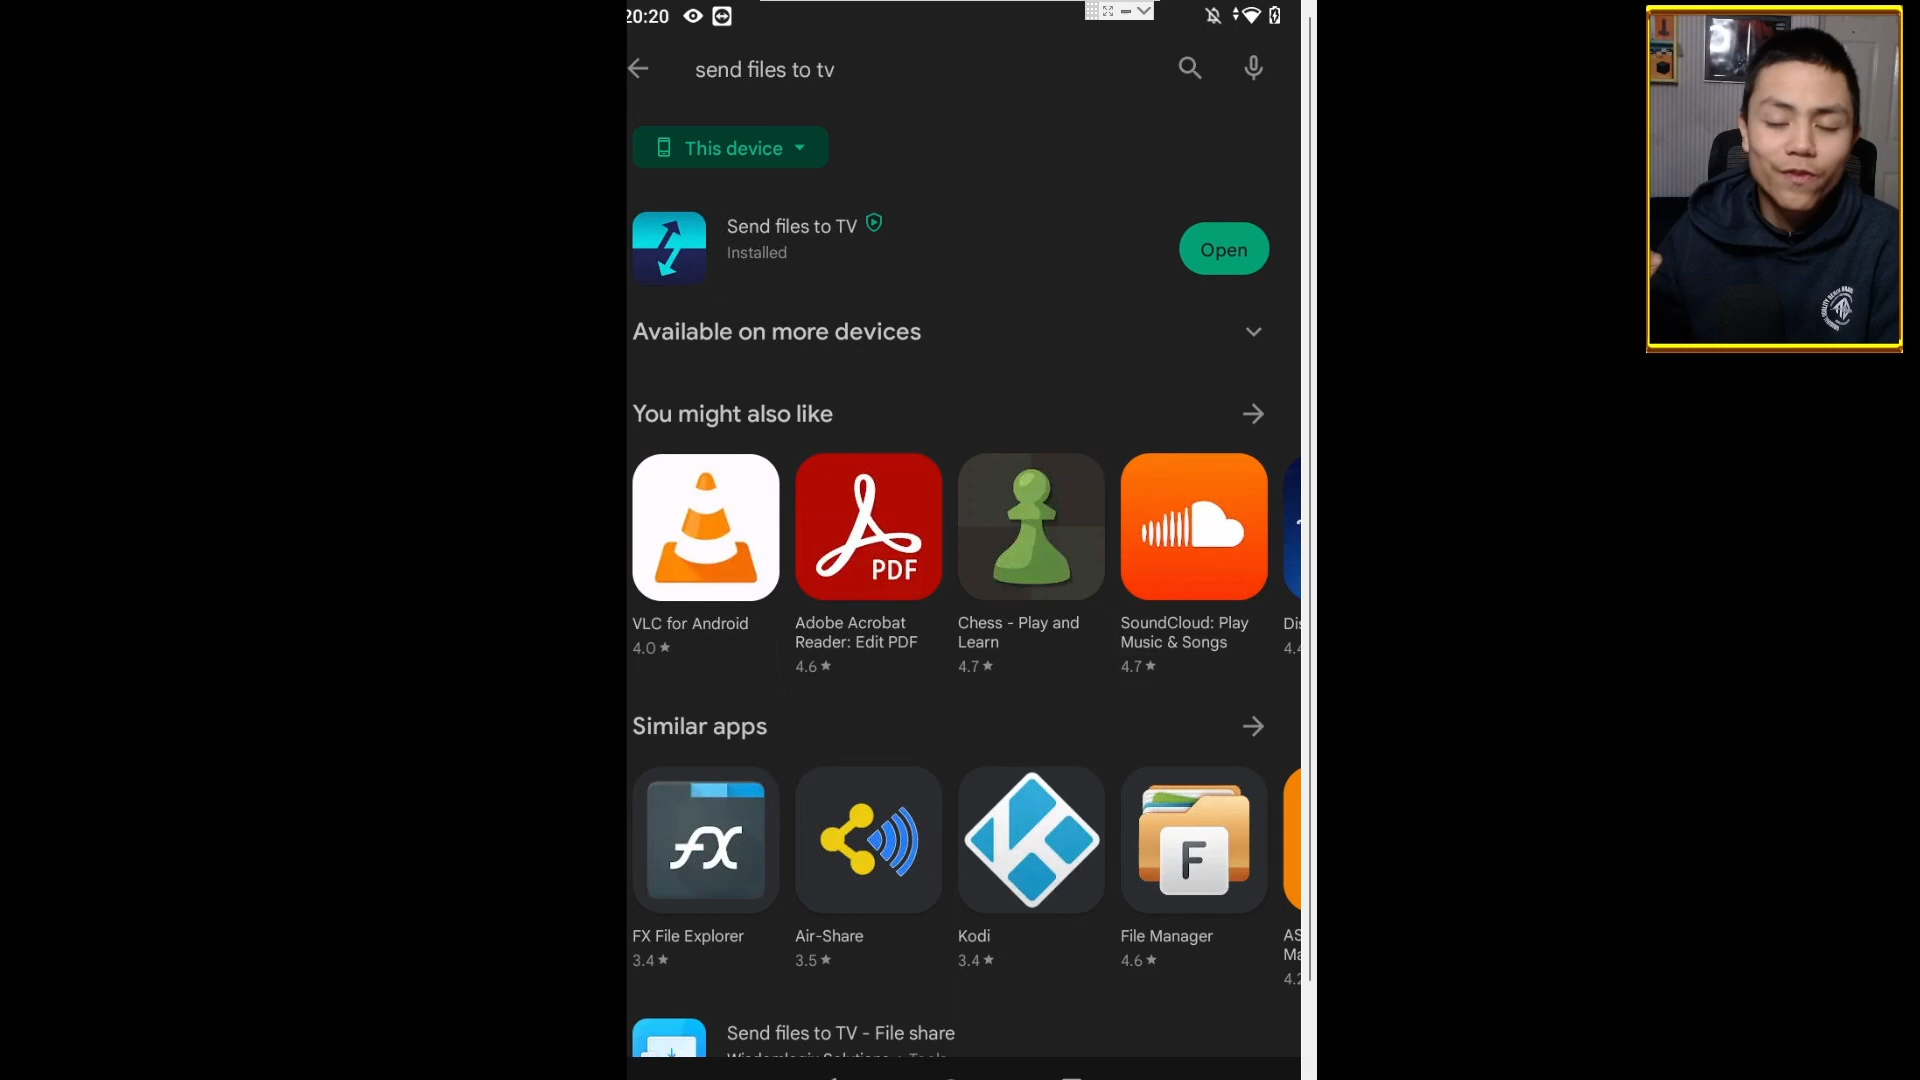 20:20
send files to tv
This device
Send files to TV
Installed
Open
Available on more devices
You might also like
PDF
VLC for Android
4.0★
Adobe Acrobat
Reader: Edit PDF
4.6★
Chess - Play and
Learn
4.7★
SoundCloud: Play
Music & Songs
4.7★
Similar apps
FX
F
FX File Explorer
3.4★
Air-Share
3.5★
Kodi
3.4★
File Manager
4.6★
Send files to TV - File share